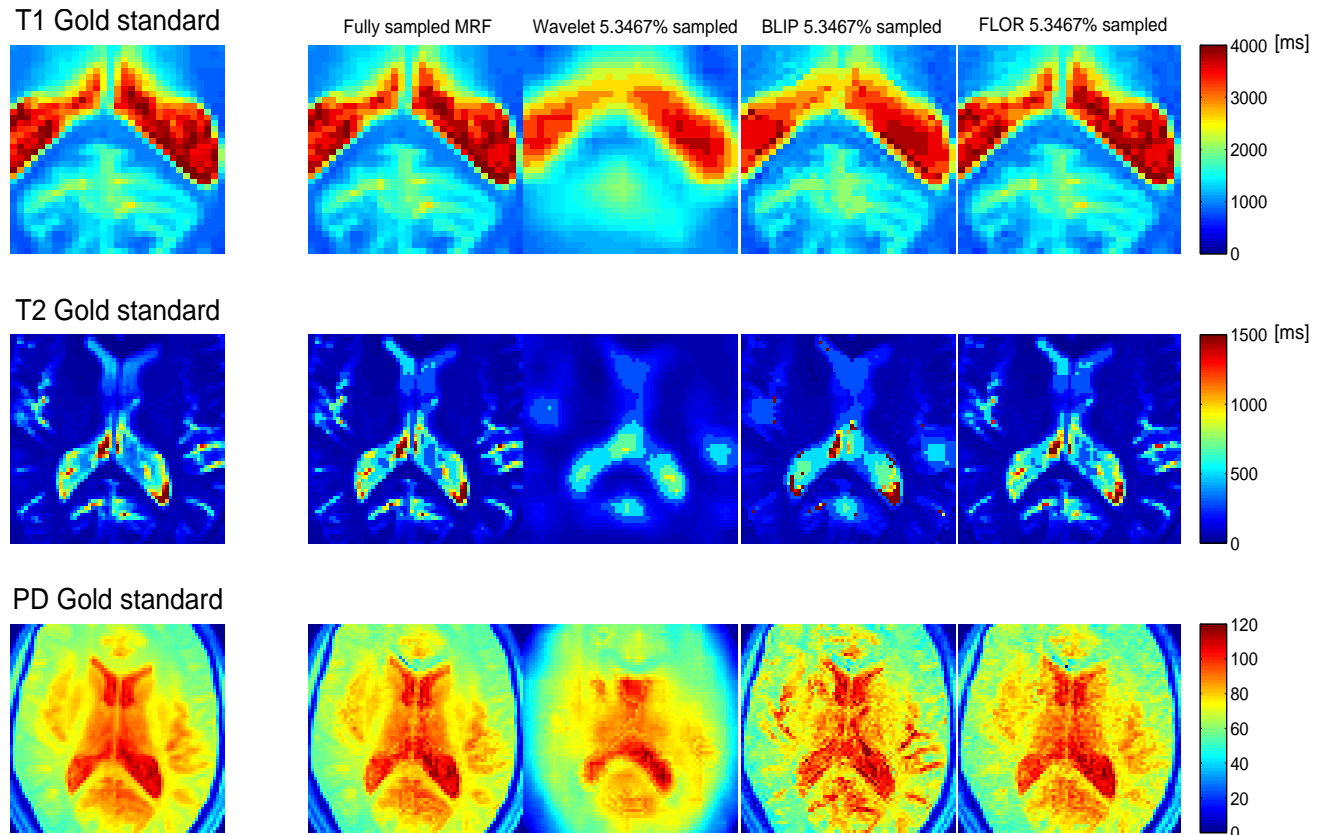 T1 Gold standard
Fully sampled MRF
Wavelet 5.3467% sampled
BLIP 5.3467% sampled
FLOR 5.3467% sampled
4000 [ms]
3000
2000
1000
0
T2 Gold standard
1500 [ms]
1000
500
0
PD Gold standard
120
100
80
60
40
20
0